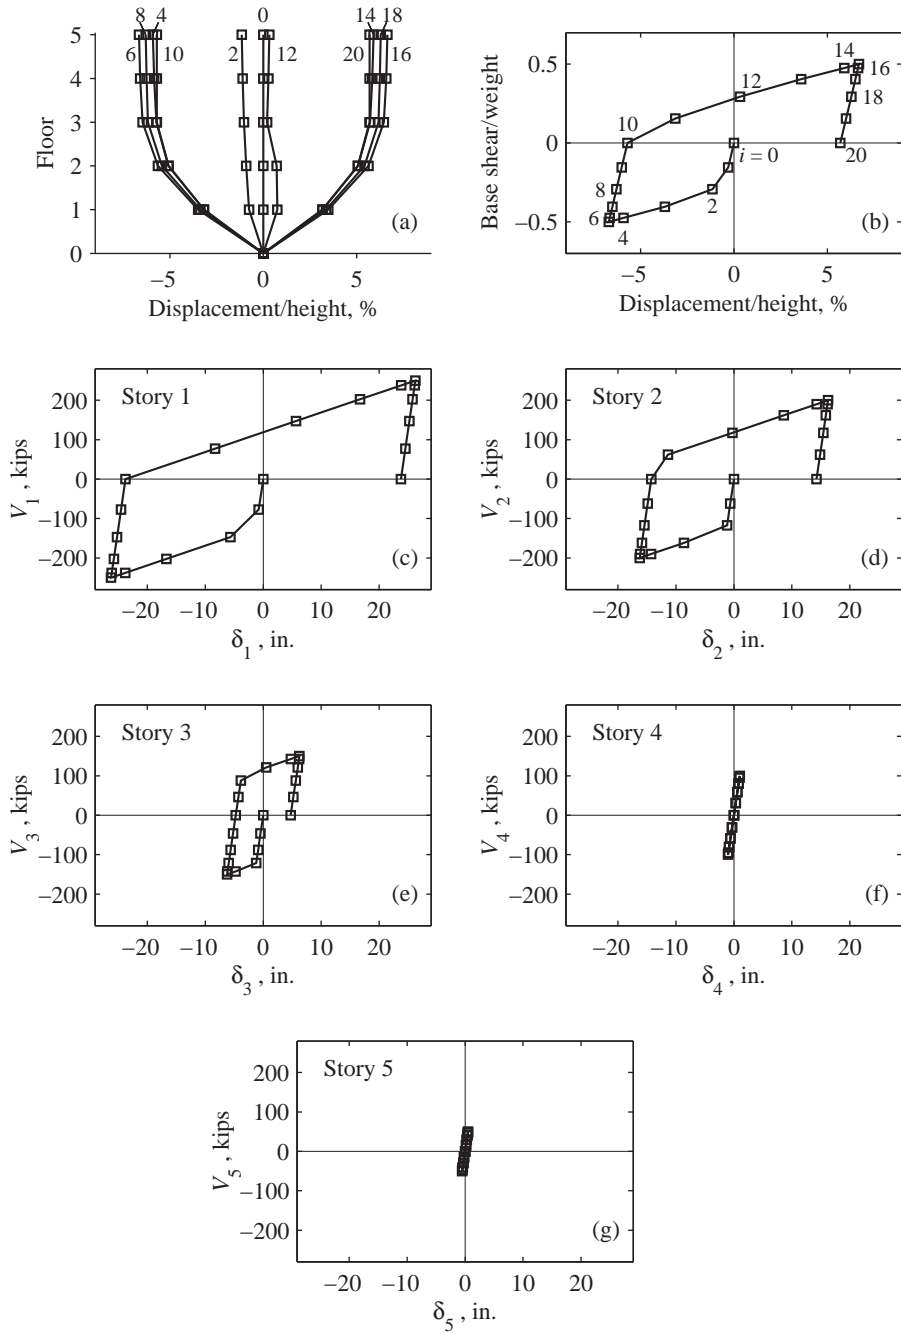 8 4 0 14 18
6 10 2 12 20 16
5
4
3
2
1
0
Floor
(a)
−5 0 5
Displacement/height, %
0.5
0
−0.5
Base shear/weight
14
16
12
18
10
i = 0
20
8
2
6
4
(b)
−5 0 5
Displacement/height, %
Story 1
200
100
0
−100
−200
V1 , kips
(c)
−20 −10 0 10 20
δ1 , in.
Story 2
200
100
0
−100
−200
V2 , kips
(d)
−20 −10 0 10 20
δ2 , in.
Story 3
200
100
0
−100
−200
V3 , kips
(e)
−20 −10 0 10 20
δ3 , in.
Story 4
200
100
0
−100
−200
V4 , kips
(f)
−20 −10 0 10 20
δ4 , in.
Story 5
200
100
0
−100
−200
V5 , kips
(g)
−20 −10 0 10 20
δ5 , in.